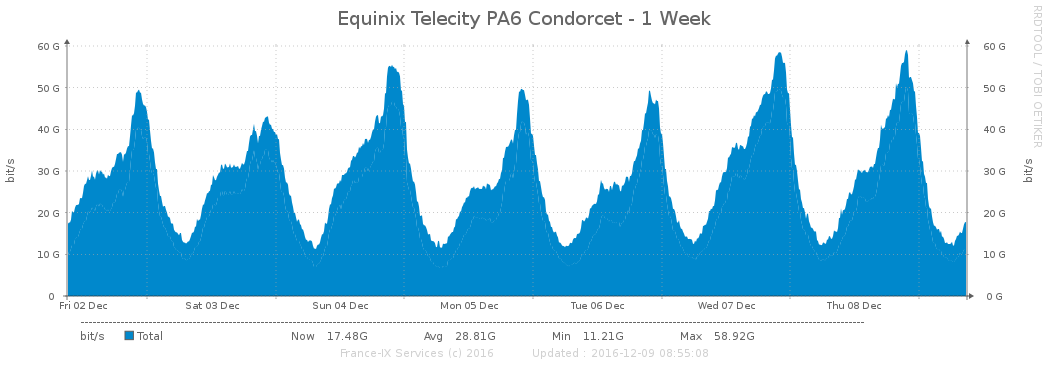 Equinix Telecity PA6 Condorcet - 1 Week
RRDTOOL / TOBI OETIKER
60 G 60 G
50 G 50 G
40 G 40 G
30 G 30 G
20 G 20 G
10 G 10 G
0 0 G
bit/s bit/s
Fri 02 Dec Sat 03 Dec Sun 04 Dec Mon 05 Dec Tue 06 Dec Wed 07 Dec Thu 08 Dec
bit/s Total Now 17.48G Avg 28.81G Min 11.21G Max 58.92G
France-IX Services (c) 2016 Updated : 2016-12-09 08:55:08